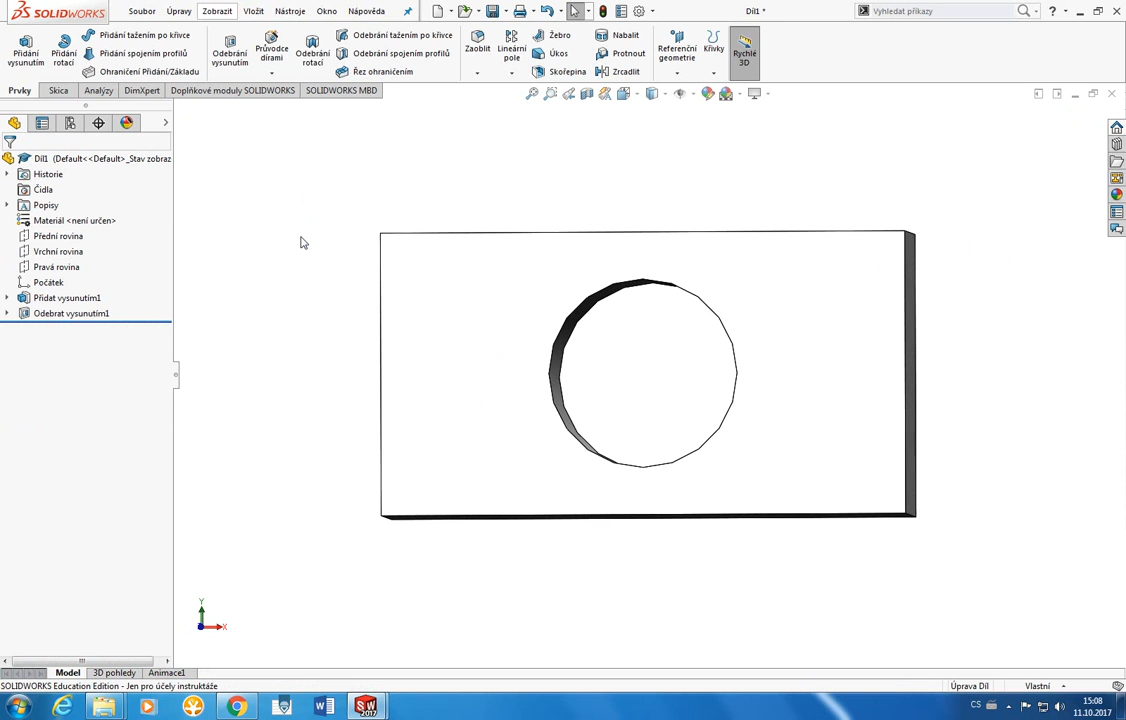 SOLIDWORKS Soubor Úpravy Zobrazit Vložit Nástroje Okno Nápověda Díl1 * Vyhledat příkazy
Přidání vysunutím
Přidání rotací
Přidání tažením po křivce
Přidání spojením profilů
Ohraničení Přidání/Základu
Odebrání vysunutím
Průvodce dírami
Odebrání rotací
Odebrání tažením po křivce
Odebrání spojením profilů
Řez ohraničením
Zaoblit
Lineární pole
Žebro
Úkos
Skořepina
Nabalit
Protnout
Zrcadlit
Referenční geometrie
Křivky
Rychlé 3D
Prvky Skica Analýzy DimXpert Doplňkové moduly SOLIDWORKS SOLIDWORKS MBD
Díl1 (Default<<Default>_Stav zobraz
Historie
Čidla
Popisy
Materiál <není určen>
Přední rovina
Vrchní rovina
Pravá rovina
Počátek
Přidat vysunutím1
Odebrat vysunutím1
Y
X
Model 3D pohledy Animace1
SOLIDWORKS Education Edition - Jen pro účely instruktáže Úprava Díl Vlastní
CS 15:08
11.10.2017